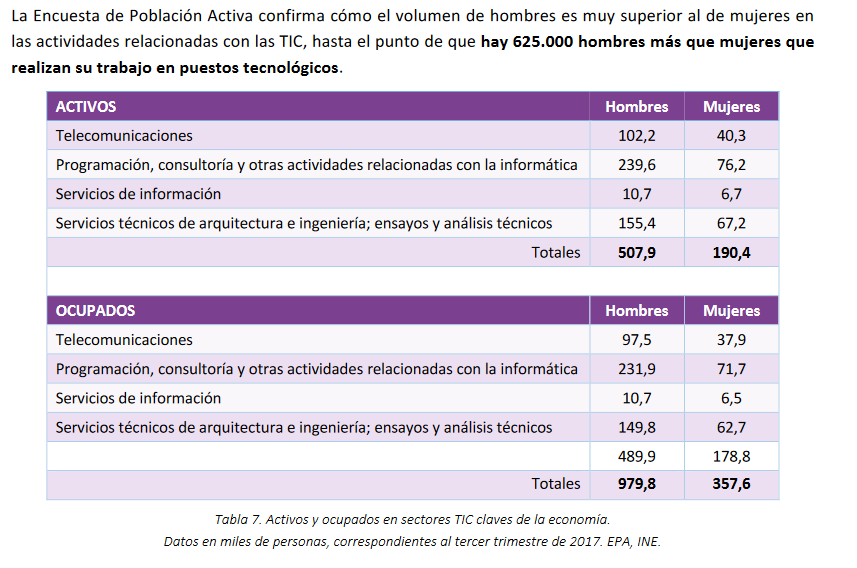 La Encuesta de Población Activa confirma cómo el volumen de hombres es muy superior al de mujeres en
las actividades relacionadas con las TIC, hasta el punto de que hay 625.000 hombres más que mujeres que
realizan su trabajo en puestos tecnológicos.
ACTIVOS Hombres Mujeres
Telecomunicaciones 102,2 40,3
Programación, consultoría y otras actividades relacionadas con la informática 239,6 76,2
Servicios de información 10,7 6,7
Servicios técnicos de arquitectura e ingeniería; ensayos y análisis técnicos 155,4 67,2
Totales 507,9 190,4
OCUPADOS Hombres Mujeres
Telecomunicaciones 97,5 37,9
Programación, consultoría y otras actividades relacionadas con la informática 231,9 71,7
Servicios de información 10,7 6,5
Servicios técnicos de arquitectura e ingeniería; ensayos y análisis técnicos 149,8 62,7
489,9 178,8
Totales 979,8 357,6
Tabla 7. Activos y ocupados en sectores TIC claves de la economía.
Datos en miles de personas, correspondientes al tercer trimestre de 2017. EPA, INE.